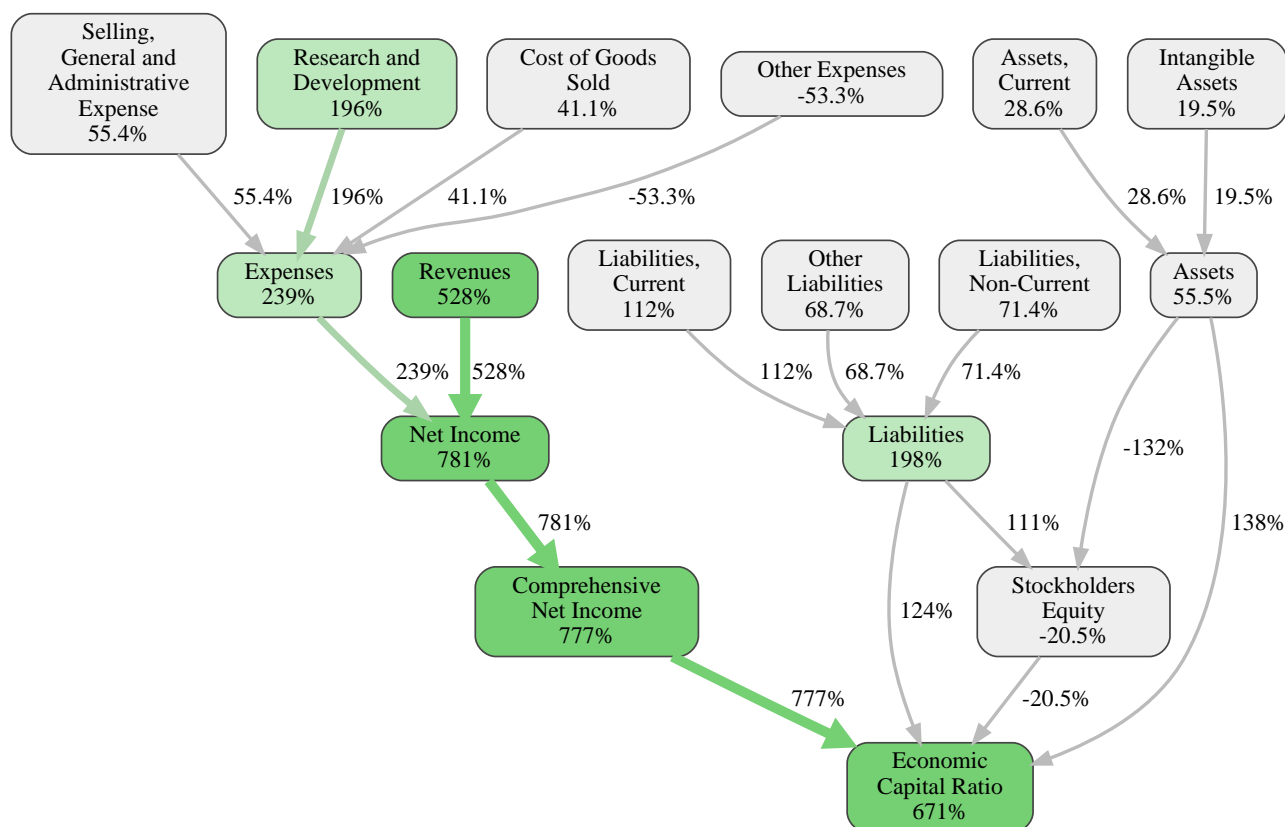 Selling,
General and
Administrative
Expense
55.4%
Research and
Development
196%
Cost of Goods
Sold
41.1%
Other Expenses
-53.3%
Assets,
Current
28.6%
Intangible
Assets
19.5%
55.4%
196%
41.1%
-53.3%
28.6%
19.5%
Expenses
239%
Revenues
528%
Liabilities,
Current
112%
Other
Liabilities
68.7%
Liabilities,
Non-Current
71.4%
Assets
55.5%
239%
528%
112%
68.7%
71.4%
Net Income
781%
Liabilities
198%
-132%
781%
111%
138%
Comprehensive
Net Income
777%
Stockholders
Equity
-20.5%
124%
777%
-20.5%
Economic
Capital Ratio
671%